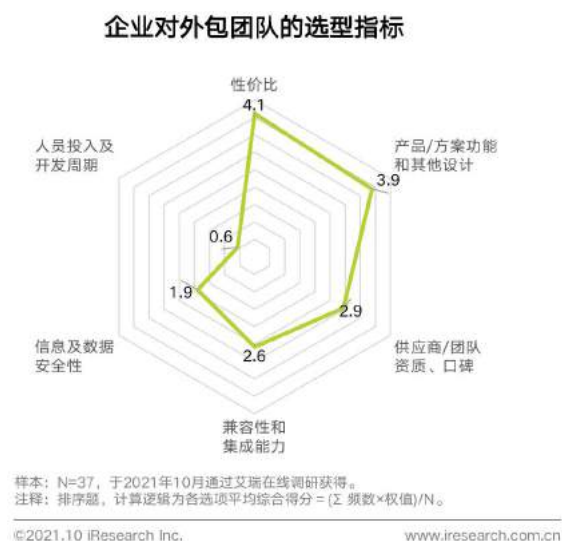 企业对外包团队的选型指标
性价比
4.1
人员投入及
开发周期
产品/方案功能
和其他设计
3.9
0.6
1.9
2.9
2.6
信息及数据
安全性
供应商/团队
资质、口碑
兼容性和
集成能力
样本：N=37，于2021年10月通过艾瑞在线调研获得。
注释：排序题，计算逻辑为各选项平均综合得分＝(Σ 频数×权值)/N。
©2021.10 iResearch Inc.
www.iresearch.com.cn